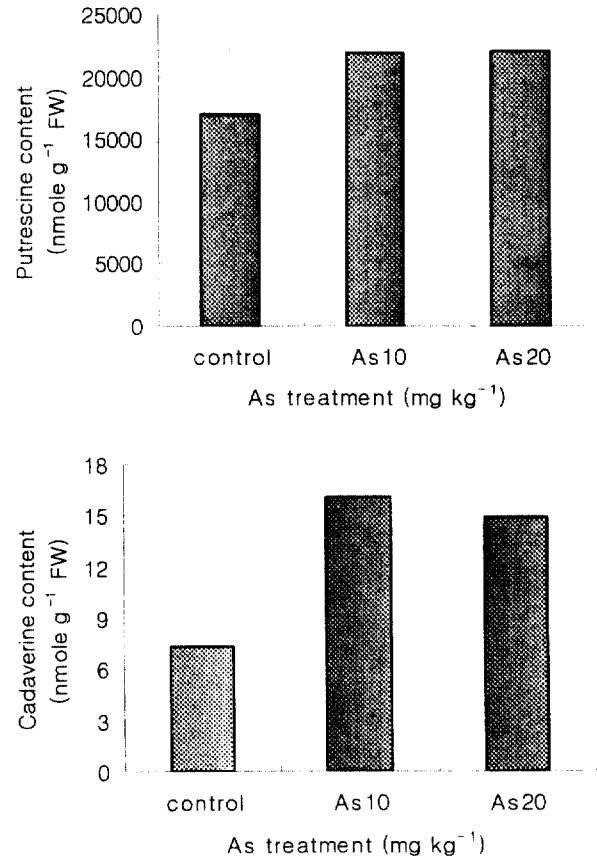 25000
20000
15000
10000
5000
0
Putrescine content
(nmole g⁻¹ FW)
control As10 As20
As treatment (mg kg⁻¹)
18
15
12
9
6
3
0
Cadaverine content
(nmole g⁻¹ FW)
control As10 As20
As treatment (mg kg⁻¹)